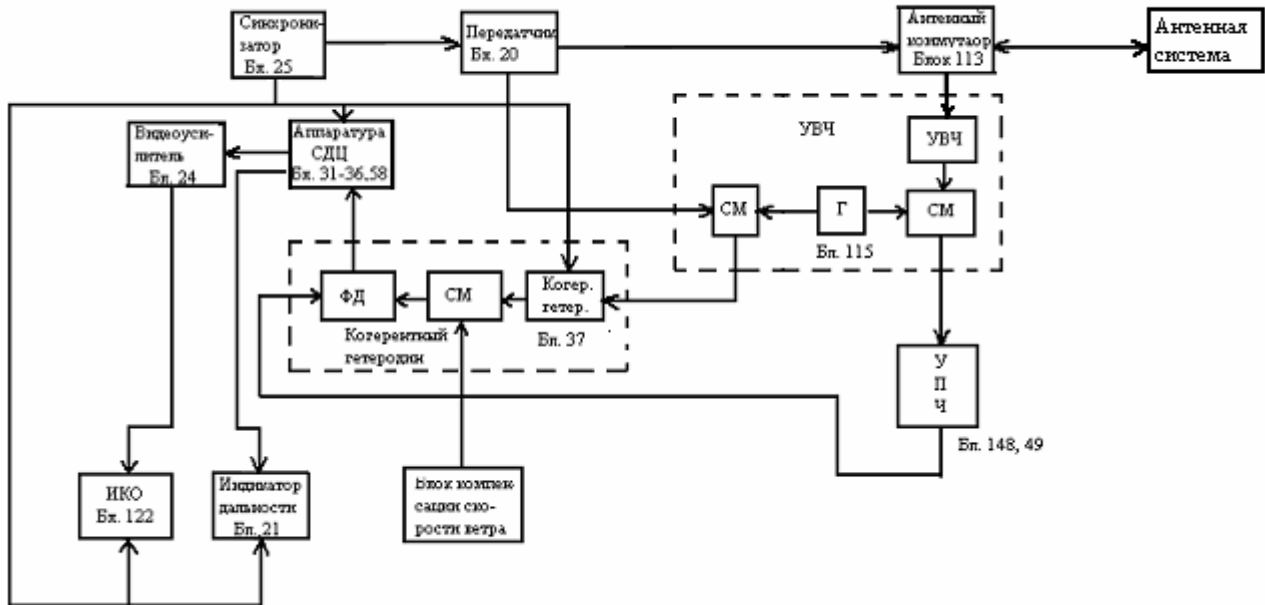 Синхрони-
затор
Бл. 25
Передатчик
Бл. 20
Антенный
коммутаор
Блок 113
Антенная
система
Видеоуси-
литель
Бл. 24
Аппаратура
СДЦ
Бл. 31-36,58
УВЧ
УВЧ
СМ
Г
СМ
Бл. 115
ФД
СМ
Когер.
гетер.
Когерентный
гетеродин
Бл. 37
У
П
Ч
Бл. 148, 49
ИКО
Бл. 122
Индикатор
дальности
Бл. 21
Блок компен-
сации ско-
рости ветра